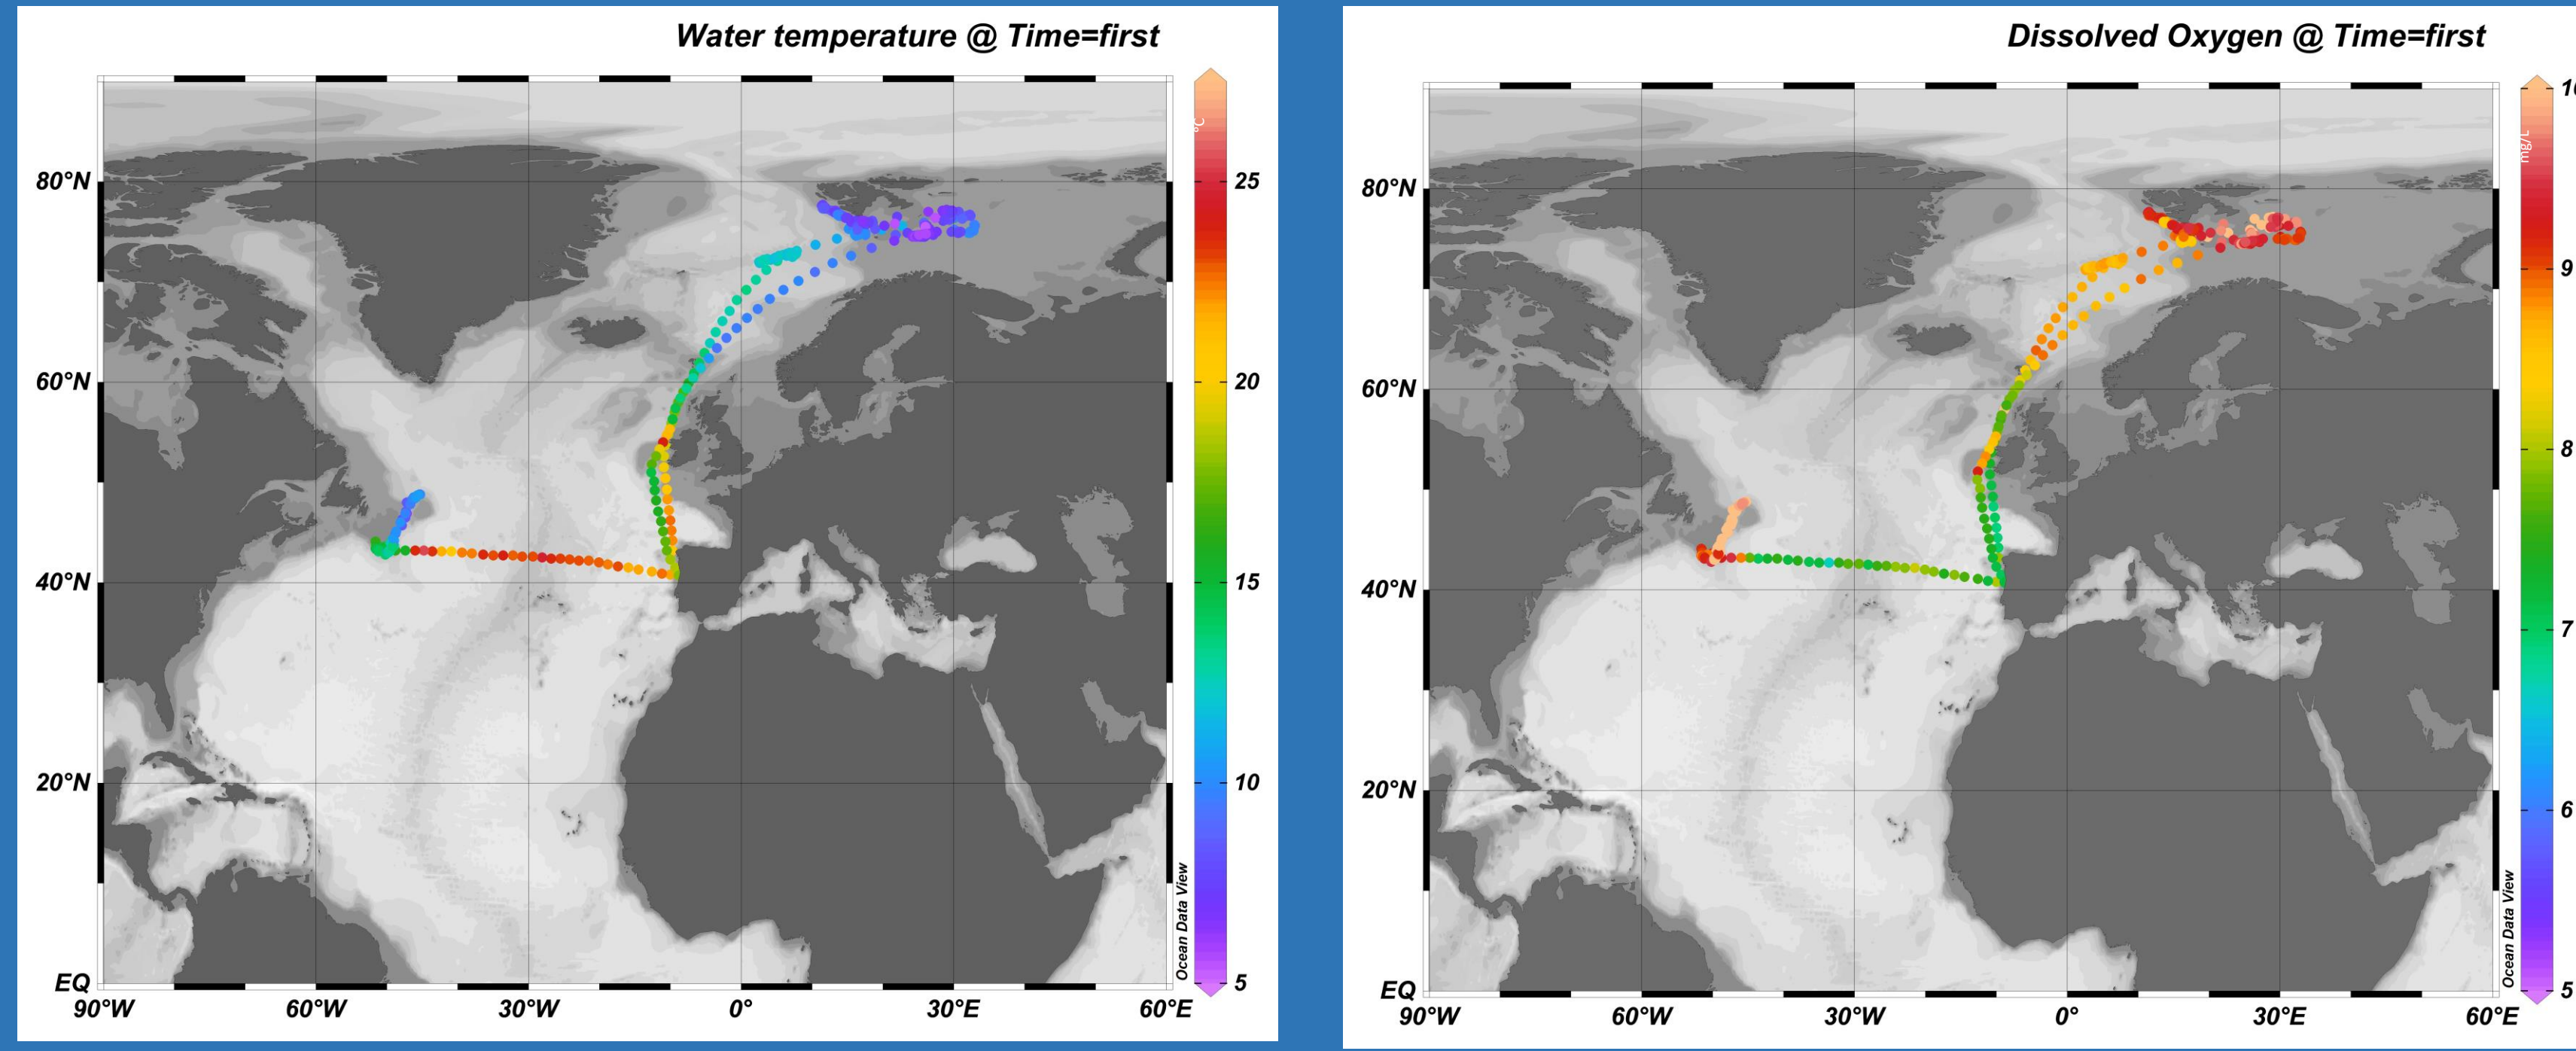 Water temperature @ Time=first
°C
80°N
60°N
40°N
20°N
EQ
90°W
60°W
30°W
0°
30°E
60°E
25
20
15
10
5
Ocean Data View
Dissolved Oxygen @ Time=first
mg/L
80°N
60°N
40°N
20°N
EQ
90°W
60°W
30°W
0°
30°E
60°E
9
8
7
6
5
Ocean Data View